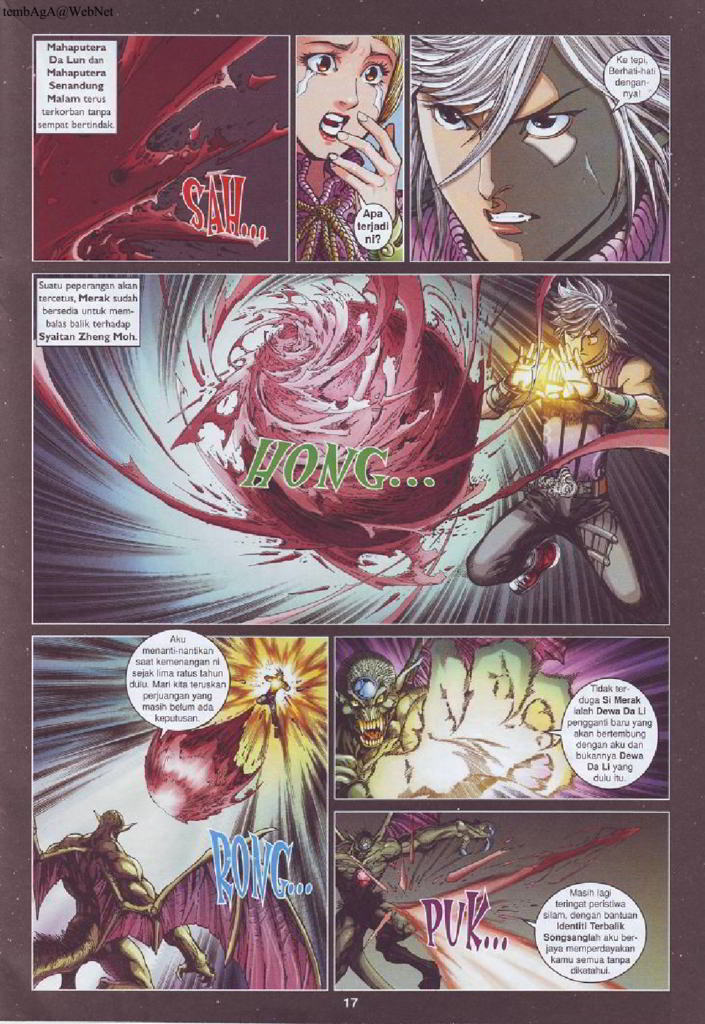 tembAgA@WebNet
Mahaputera
Da Lun dan
Mahaputera
Senandung
Malam terus
terkorban tanpa
sempat bertindak.
SAH...
Apa
terjadi
ni?
Ke tepi,
Berhati-hati
dengan-
nya!
Suatu peperangan akan
tercetus, Merak sudah
bersedia untuk mem-
balas balik terhadap
Syaitan Zheng Moh.
HONG...
Aku
menanti-nantikan
saat kemenangan ni
sejak lima ratus tahun
dulu. Mari kita teruskan
perjuangan yang
masih belum ada
keputusan.
RONG...
Tidak ter-
duga Si Merak
ialah Dewa Da Li
pengganti baru yang
akan bertembung
dengan aku dan
bukannya Dewa
Da Li yang
dulu itu.
PUK...
Masih lagi
teringat peristiwa
silam, dengan bantuan
Identiti Terbalik
Songsanglah aku ber-
jaya memperdayakan
kamu semua tanpa
diketahui.
17